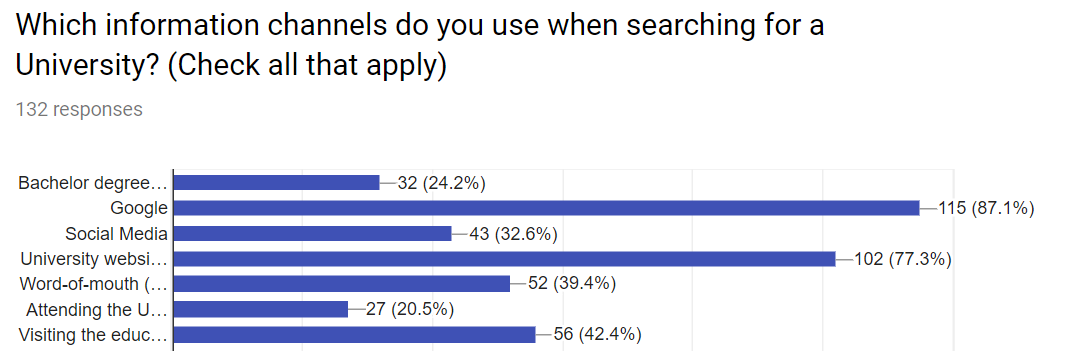 Which information channels do you use when searching for a
University? (Check all that apply)
132 responses
Bachelor degree… 32 (24.2%)
Google 115 (87.1%)
Social Media 43 (32.6%)
University websi… 102 (77.3%)
Word-of-mouth (… 52 (39.4%)
Attending the U… 27 (20.5%)
Visiting the educ… 56 (42.4%)